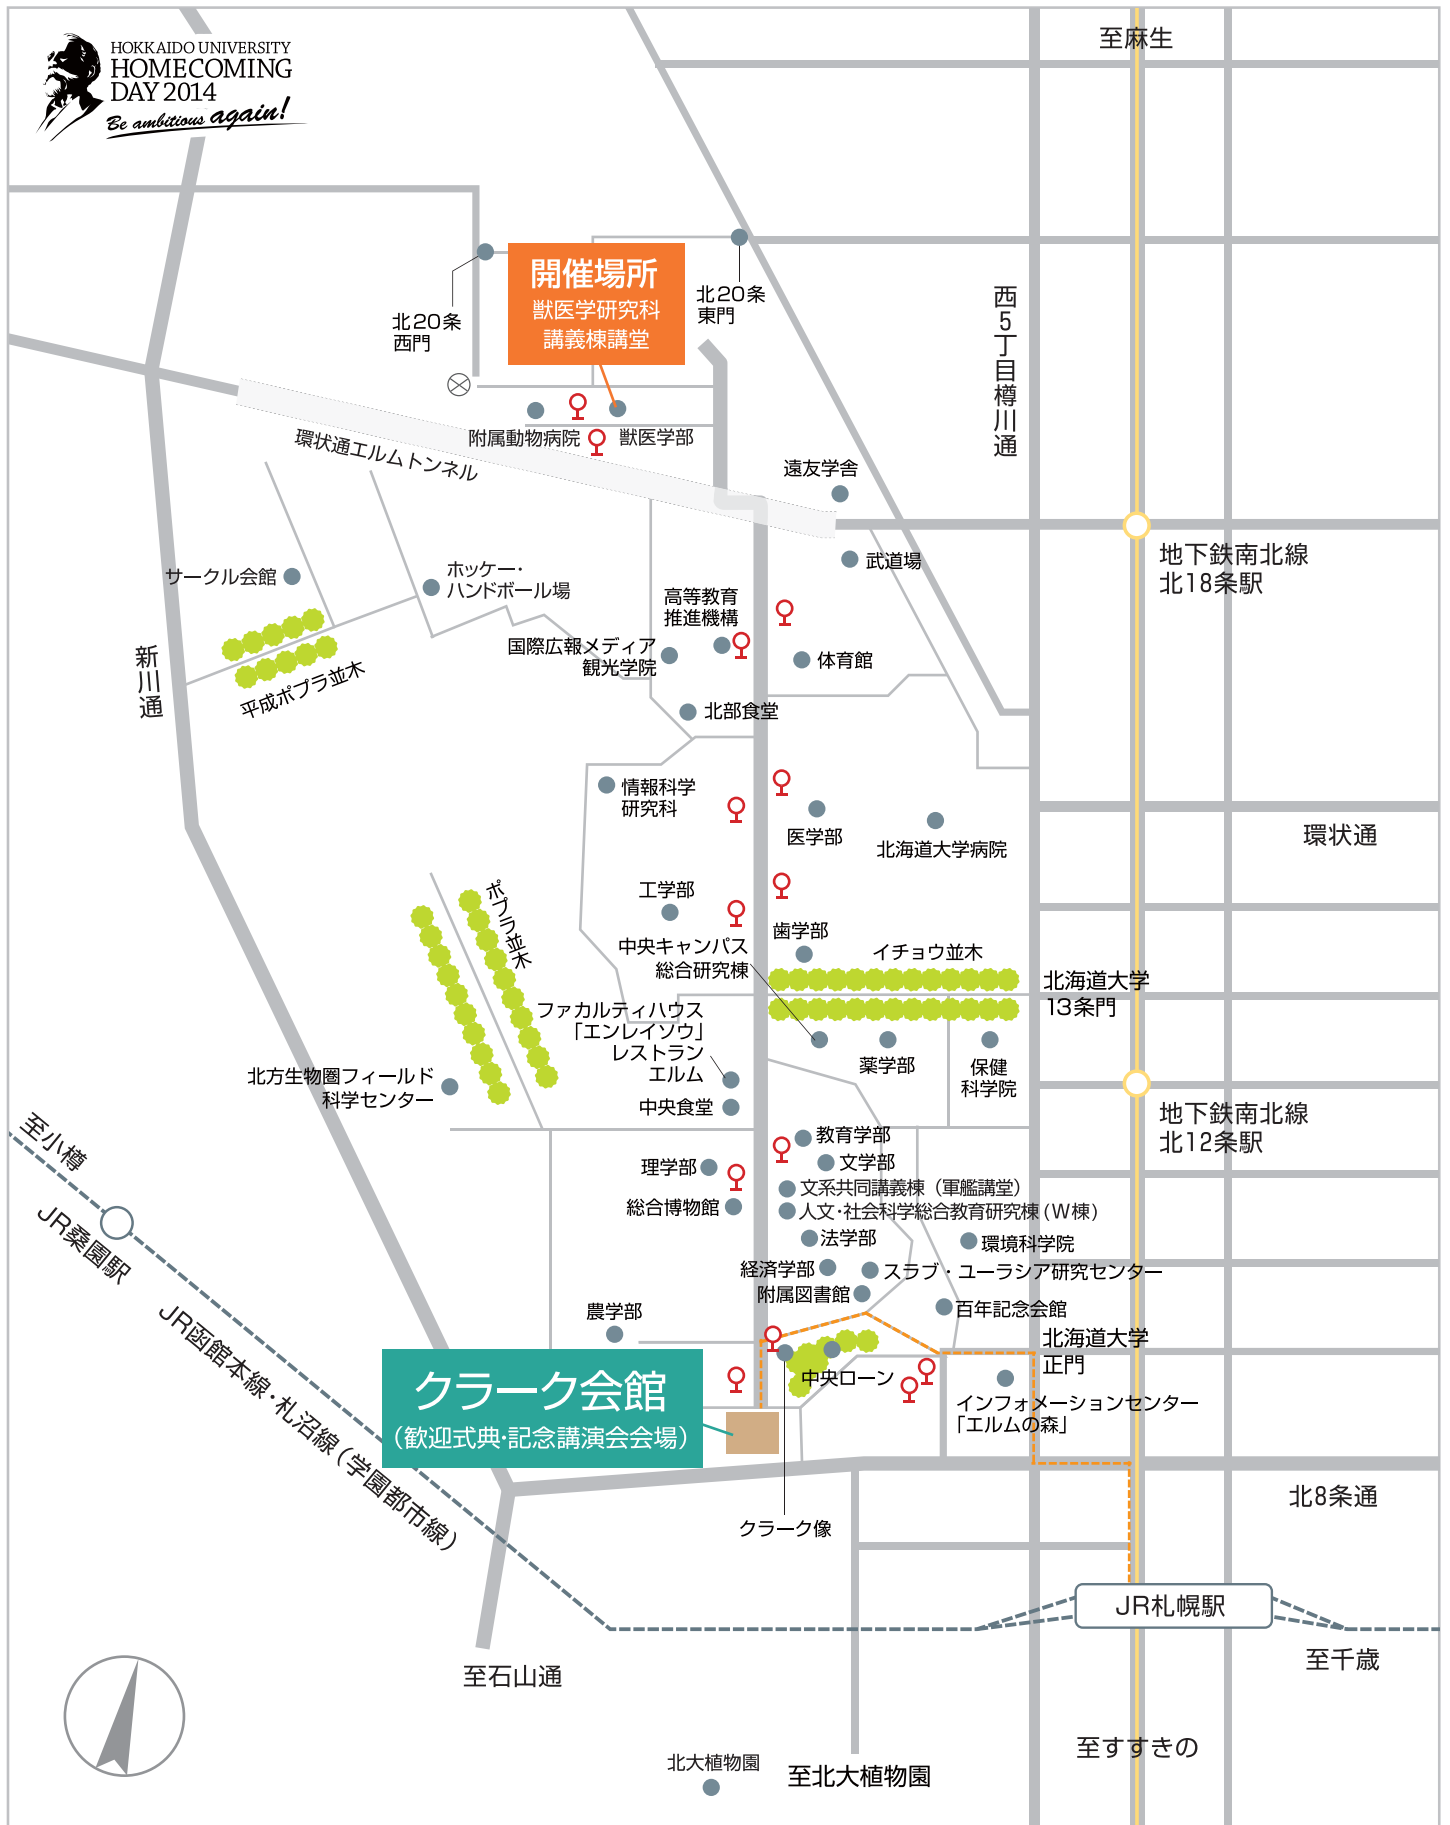 至麻生
HOKKAIDO UNIVERSITY
HOMECOMING
DAY 2014
Be ambitious again!
開催場所
獣医学研究科
講義棟講堂
北20条
東門
北20条
西門
西5丁目樽川通
附属動物病院
獣医学部
環状通エルムトンネル
遠友学舎
地下鉄南北線
北18条駅
武道場
サークル会館
ホッケー・
ハンドボール場
高等教育
推進機構
国際広報メディア
観光学院
体育館
新川通
平成ポプラ並木
北部食堂
情報科学
研究科
医学部
北海道大学病院
環状通
工学部
ポプラ並木
歯学部
中央キャンパス
総合研究棟
イチョウ並木
北海道大学
13条門
ファカルティハウス
「エンレイソウ」
レストラン
エルム
薬学部
保健
科学院
北方生物圏フィールド
科学センター
中央食堂
地下鉄南北線
北12条駅
至小樽
教育学部
文学部
理学部
文系共同講義棟（軍艦講堂）
総合博物館
人文・社会科学総合教育研究棟（W棟）
JR桑園駅
法学部
環境科学院
経済学部
スラブ・ユーラシア研究センター
附属図書館
百年記念会館
農学部
北海道大学
正門
JR函館本線・札沼線（学園都市線）
クラーク会館
（歓迎式典・記念講演会会場）
中央ローン
インフォメーションセンター
「エルムの森」
北8条通
クラーク像
JR札幌駅
至千歳
至石山通
至すすきの
北大植物園
至北大植物園